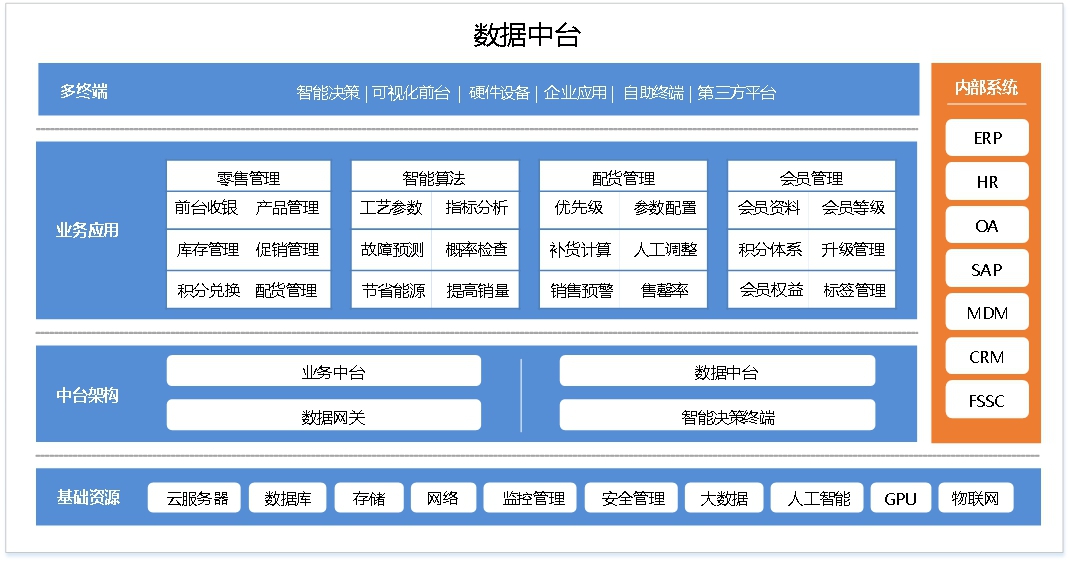 数据中台
多终端
智能决策 | 可视化前台 | 硬件设备 | 企业应用 | 自助终端 | 第三方平台
业务应用
零售管理
前台收银 产品管理
库存管理 促销管理
积分兑换 配货管理
智能算法
工艺参数 指标分析
故障预测 概率检查
节省能源 提高销量
配货管理
优先级 参数配置
补货计算 人工调整
销售预警 售罄率
会员管理
会员资料 会员等级
积分体系 升级管理
会员权益 标签管理
中台架构
业务中台
数据网关
数据中台
智能决策终端
内部系统
ERP
HR
OA
SAP
MDM
CRM
FSSC
基础资源
云服务器 数据库 存储 网络 监控管理 安全管理 大数据 人工智能 GPU 物联网